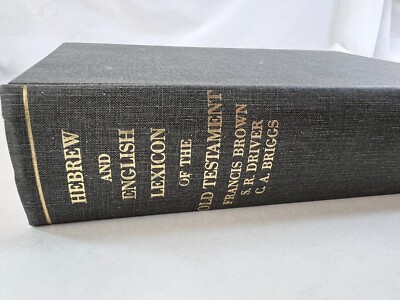 HEBREW
AND
ENGLISH
LEXICON
OF THE
OLD TESTAMENT
FRANCIS BROWN
S. R. DRIVER
C. A. BRIGGS